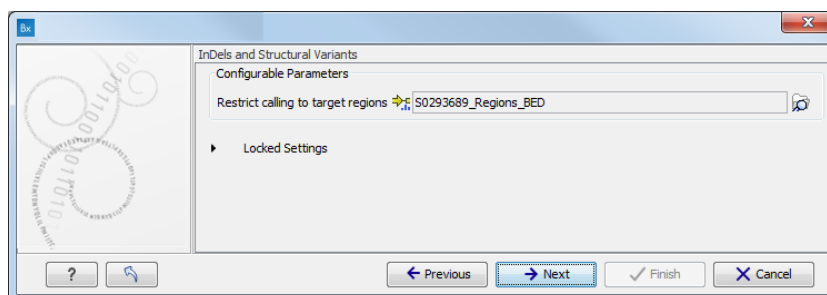 Bx
x
InDels and Structural Variants
Configurable Parameters
Restrict calling to target regions S0293689_Regions_BED
Locked Settings
? Previous Next Finish Cancel